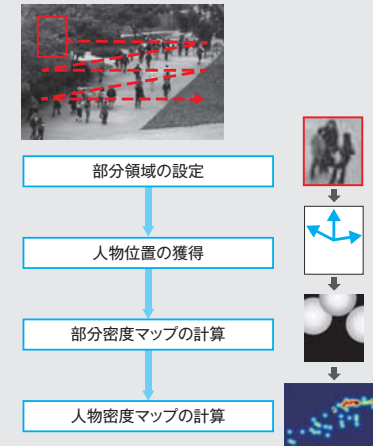 部分領域の設定
人物位置の獲得
部分密度マップの計算
人物密度マップの計算